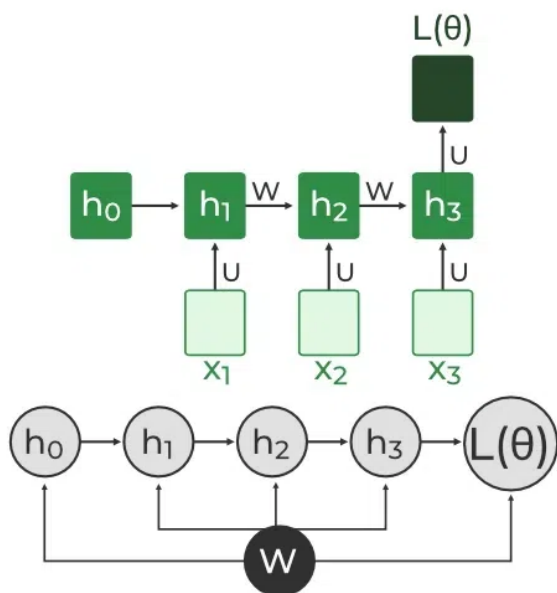 L(θ)
U
h₀ h₁ W h₂ W h₃
U U U
x₁ x₂ x₃
h₀ h₁ h₂ h₃ L(θ)
W